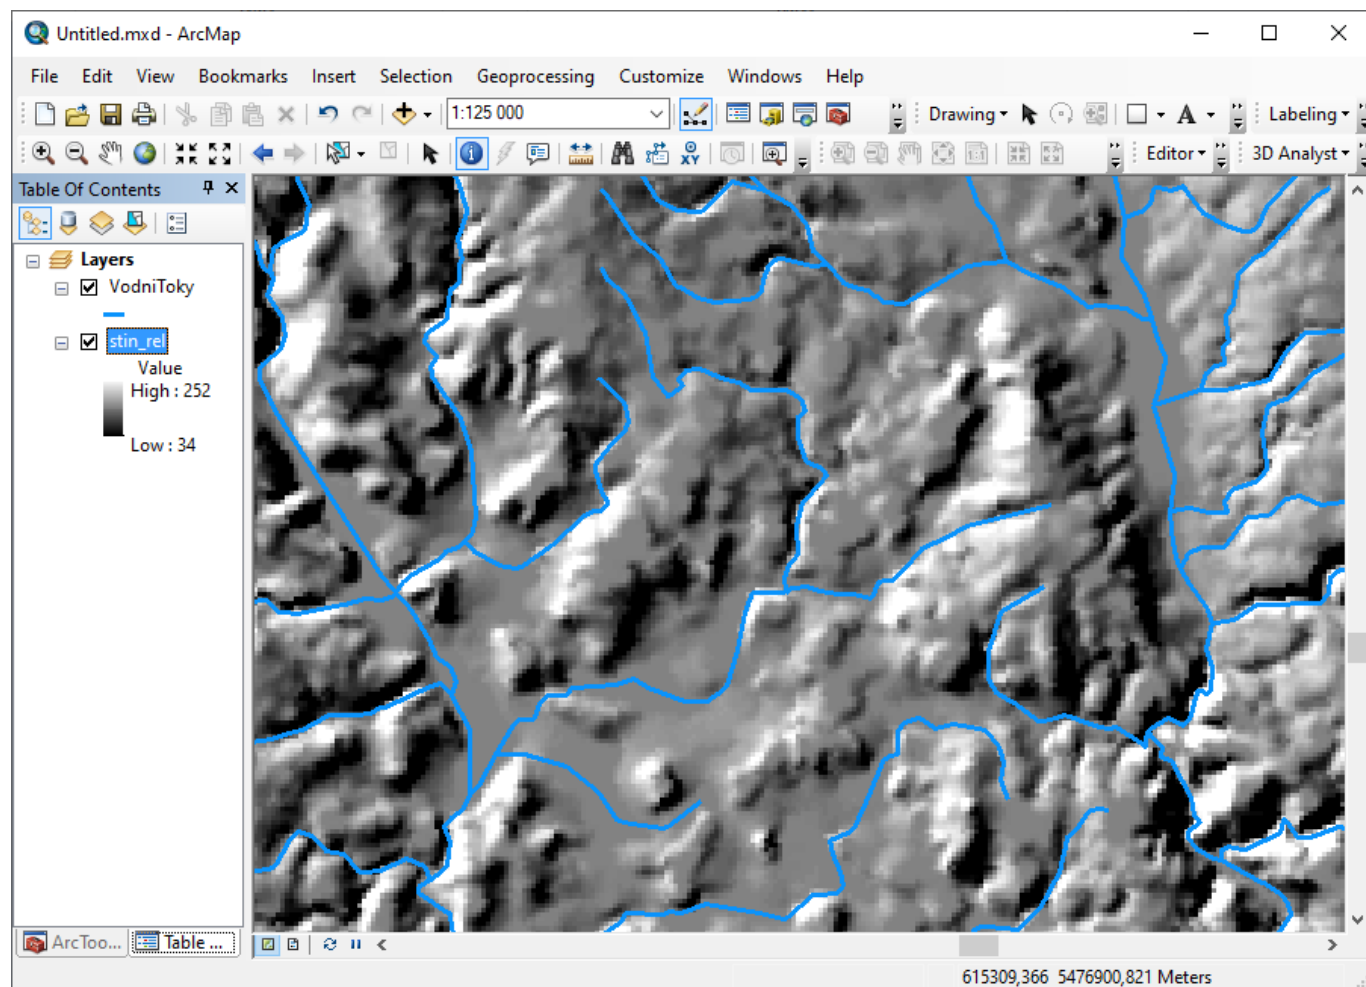 Untitled.mxd - ArcMap
File Edit View Bookmarks Insert Selection Geoprocessing Customize Windows Help
1:125 000 Drawing A Labeling
1:1 Editor 3D Analyst
Table Of Contents
Layers
VodniToky
stin_rel
Value
High : 252
Low : 34
ArcToo... Table ...
615309,366 5476900,821 Meters